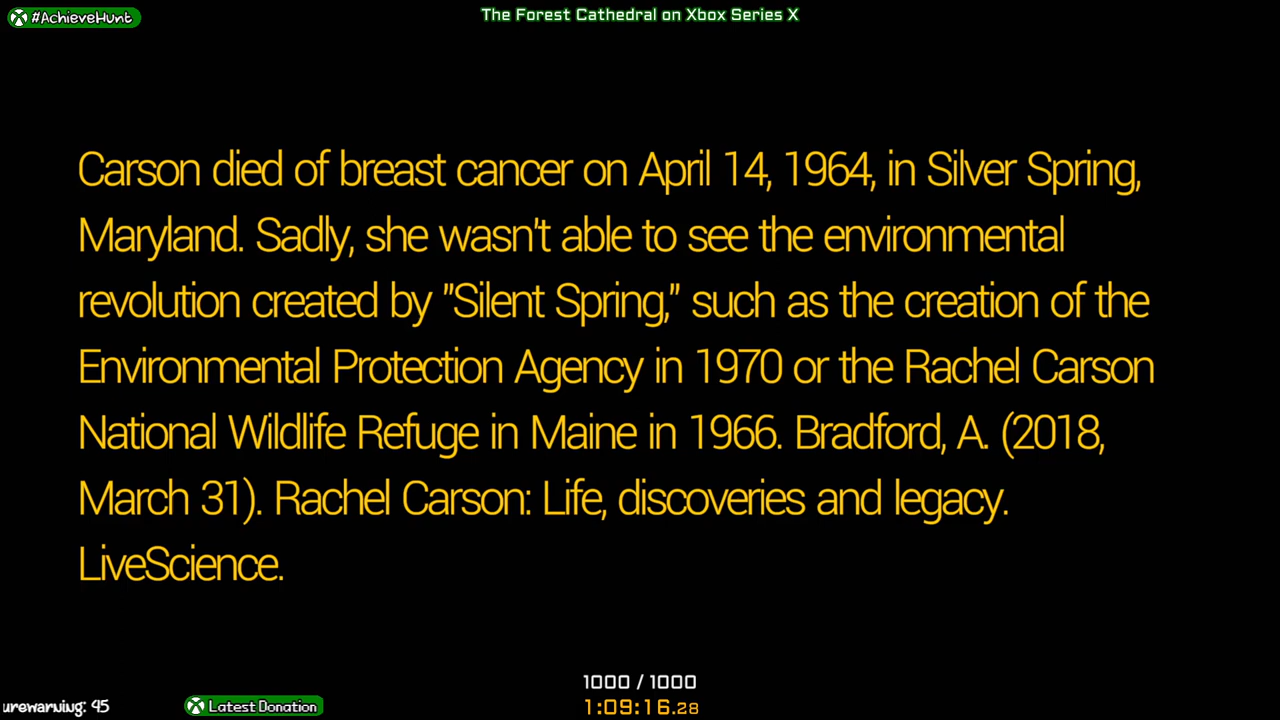 #AchieveHunt
The Forest Cathedral on Xbox Series X
Carson died of breast cancer on April 14, 1964, in Silver Spring,
Maryland. Sadly, she wasn't able to see the environmental
revolution created by "Silent Spring," such as the creation of the
Environmental Protection Agency in 1970 or the Rachel Carson
National Wildlife Refuge in Maine in 1966. Bradford, A. (2018,
March 31). Rachel Carson: Life, discoveries and legacy.
LiveScience.
1000 / 1000
urewarning: 45
Latest Donation
1:09:16.28